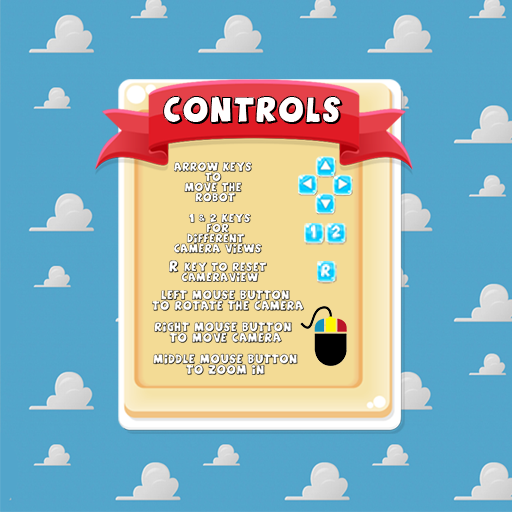 CONTROLS
ARROW KEYS
TO
MOVE THE
ROBOT
1 & 2 KEYS
FOR
DIFFERENT
CAMERA VIEWS
1 2
R KEY TO RESET
CAMERAVIEW
R
LEFT MOUSE BUTTON
TO ROTATE THE CAMERA
RIGHT MOUSE BUTTON
TO MOVE CAMERA
MIDDLE MOUSE BUTTON
TO ZOOM IN